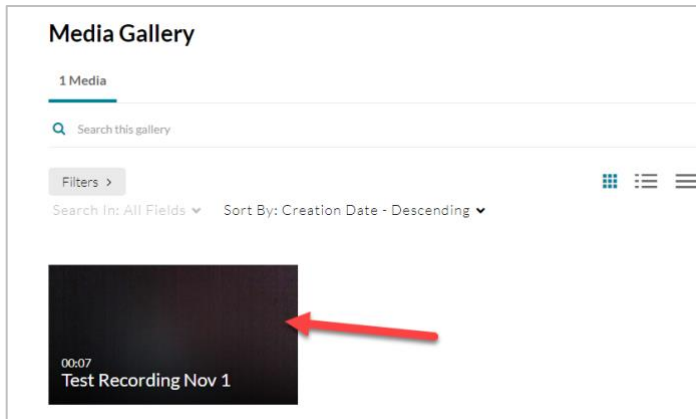 Media Gallery
1 Media
Search this gallery
Filters >
Search In: All Fields Sort By: Creation Date - Descending
00:07
Test Recording Nov 1